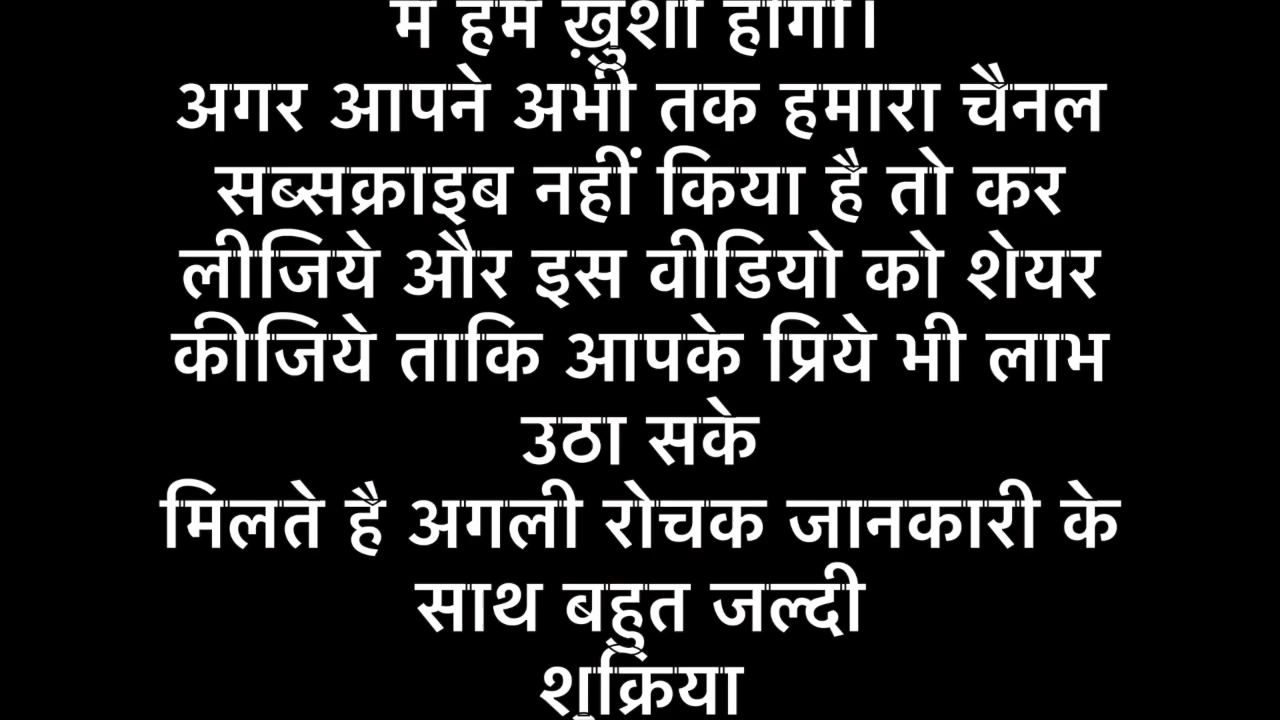 में हमें ख़ुशी होगी।
अगर आपने अभी तक हमारा चैनल
सब्सक्राइब नहीं किया है तो कर
लीजिये और इस वीडियो को शेयर
कीजिये ताकि आपके प्रिये भी लाभ
उठा सके
मिलते है अगली रोचक जानकारी के
साथ बहुत जल्दी
शुक्रिया